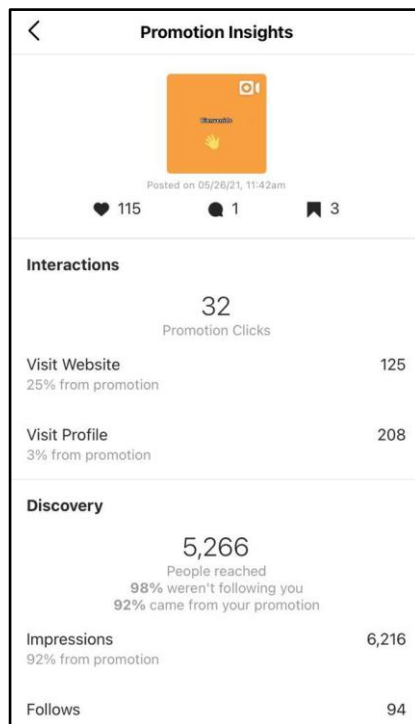 Promotion Insights
Bienvenido
Posted on 05/26/21, 11:42am
115 1 3
Interactions
32
Promotion Clicks
Visit Website 125
25% from promotion
Visit Profile 208
3% from promotion
Discovery
5,266
People reached
98% weren't following you
92% came from your promotion
Impressions 6,216
92% from promotion
Follows 94